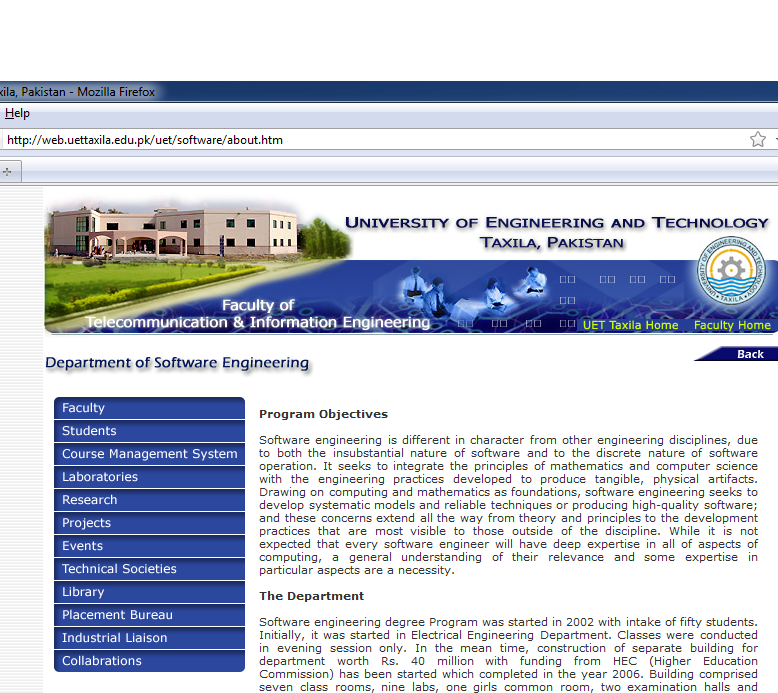 xila, Pakistan - Mozilla Firefox
Help
http://web.uettaxila.edu.pk/uet/software/about.htm
University of Engineering and Technology
Taxila, Pakistan
UNIVERSITY OF ENGINEERING AND TECHNOLOGY
TAXILA
Faculty of
Telecommunication & Information Engineering
UET Taxila Home Faculty Home
Department of Software Engineering
Back
Faculty
Students
Course Management System
Laboratories
Research
Projects
Events
Technical Societies
Library
Placement Bureau
Industrial Liaison
Collabrations
Program Objectives
Software engineering is different in character from other engineering disciplines, due
to both the insubstantial nature of software and to the discrete nature of software
operation. It seeks to integrate the principles of mathematics and computer science
with the engineering practices developed to produce tangible, physical artifacts.
Drawing on computing and mathematics as foundations, software engineering seeks to
develop systematic models and reliable techniques or producing high-quality software;
and these concerns extend all the way from theory and principles to the development
practices that are most visible to those outside of the discipline. While it is not
expected that every software engineer will have deep expertise in all of aspects of
computing, a general understanding of their relevance and some expertise in
particular aspects are a necessity.
The Department
Software engineering degree Program was started in 2002 with intake of fifty students.
Initially, it was started in Electrical Engineering Department. Classes were conducted
in evening session only. In the mean time, construction of separate building for
department worth Rs. 40 million with funding from HEC (Higher Education
Commission) has been started which completed in the year 2006. Building comprised
seven class rooms, nine labs, one girls common room, two examination halls and